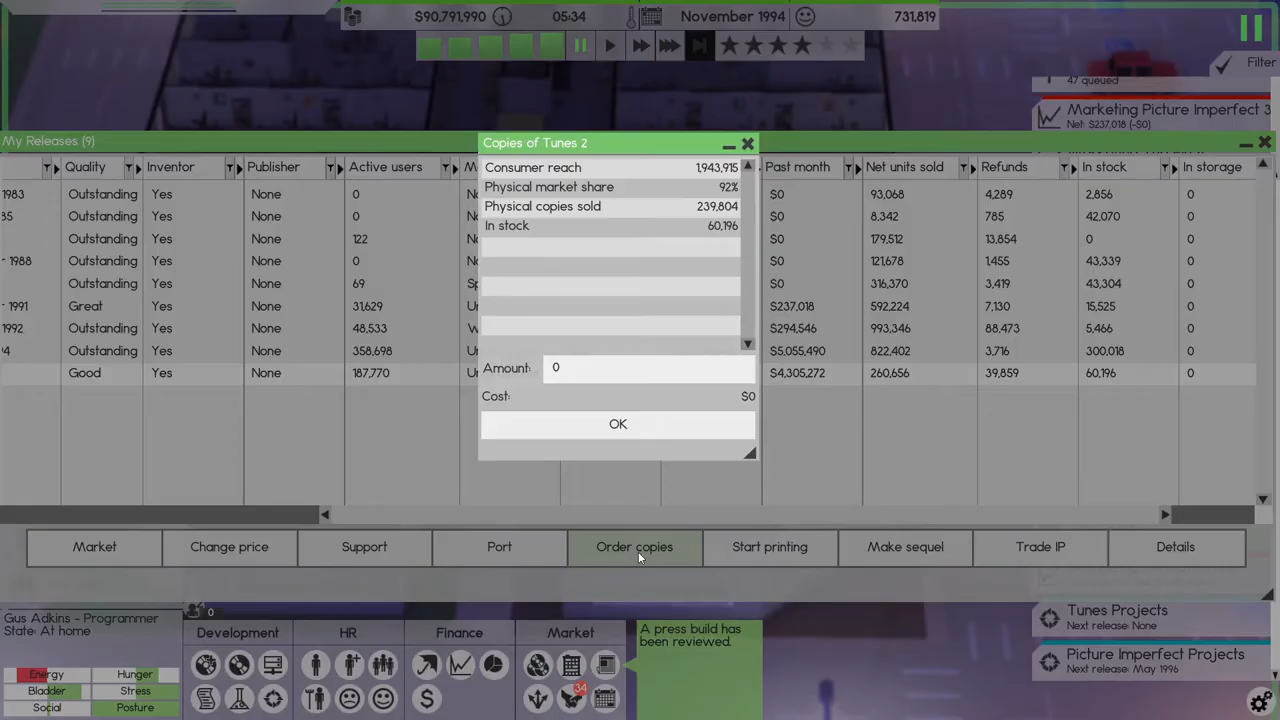 $90,791,990
05:34
November 1994
731,819
Filter
47 queued
Marketing Picture Imperfect 3
Net: $237,018 (-$0)
My Releases (9)
Quality Inventor Publisher Active users Past month Net units sold Refunds In stock In storage
1983 Outstanding Yes None 0 $0 93,068 4,289 2,856 0
85 Outstanding Yes None 0 $0 8,342 785 42,070 0
Outstanding Yes None 122 $0 179,512 13,854 0 0
1988 Outstanding Yes None 0 $0 121,678 1,455 43,339 0
Outstanding Yes None 69 $0 316,370 3,419 43,304 0
1991 Great Yes None 31,629 $237,018 592,224 7,130 15,525 0
1992 Outstanding Yes None 48,533 $294,546 993,346 88,473 5,466 0
Outstanding Yes None 358,698 $5,055,490 822,402 3,716 300,018 0
Good Yes None 187,770 $4,305,272 260,656 39,859 60,196 0
Copies of Tunes 2
Consumer reach 1,943,915
Physical market share 92%
Physical copies sold 239,804
In stock 60,196
Amount: 0
Cost: $0
OK
Market Change price Support Port Order copies Start printing Make sequel Trade IP Details
Tunes Projects
Next release: None
Picture Imperfect Projects
Next release: May 1996
Gus Adkins - Programmer
State: At home
Energy Hunger
Bladder Stress
Social Posture
0
Development HR Finance Market
34
A press build has
been reviewed.